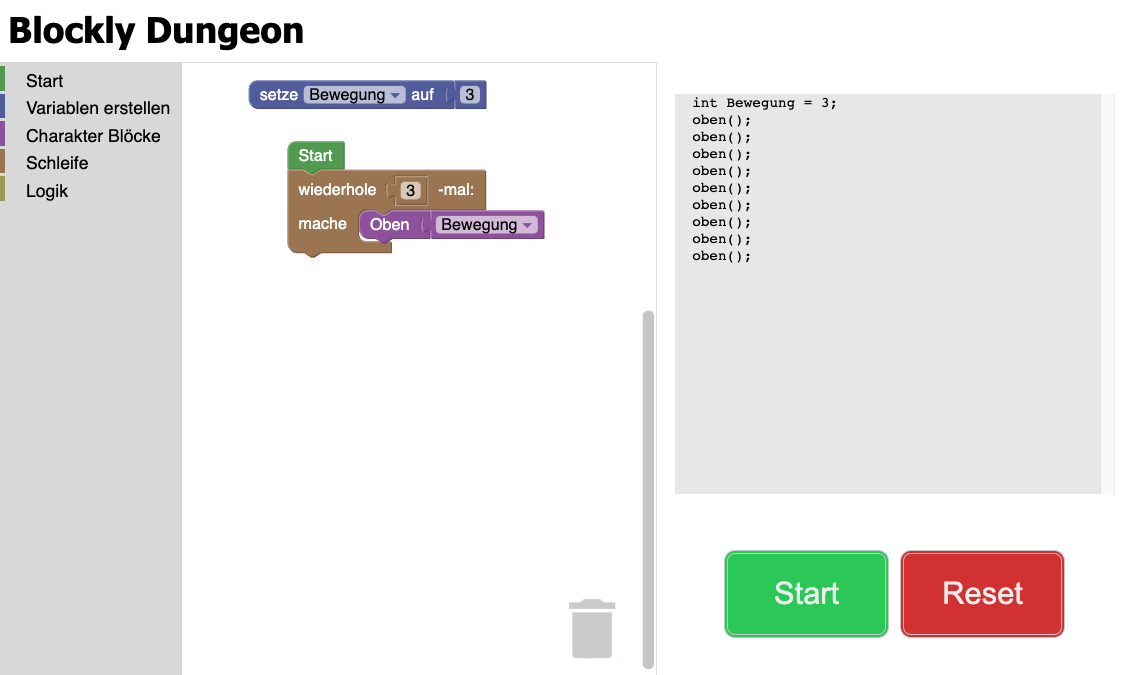 Blockly Dungeon
Start
Variablen erstellen
Charakter Blöcke
Schleife
Logik
setze Bewegung auf 3
Start
wiederhole 3 -mal:
mache Oben Bewegung
int Bewegung = 3;
oben();
oben();
oben();
oben();
oben();
oben();
oben();
oben();
oben();
Start Reset